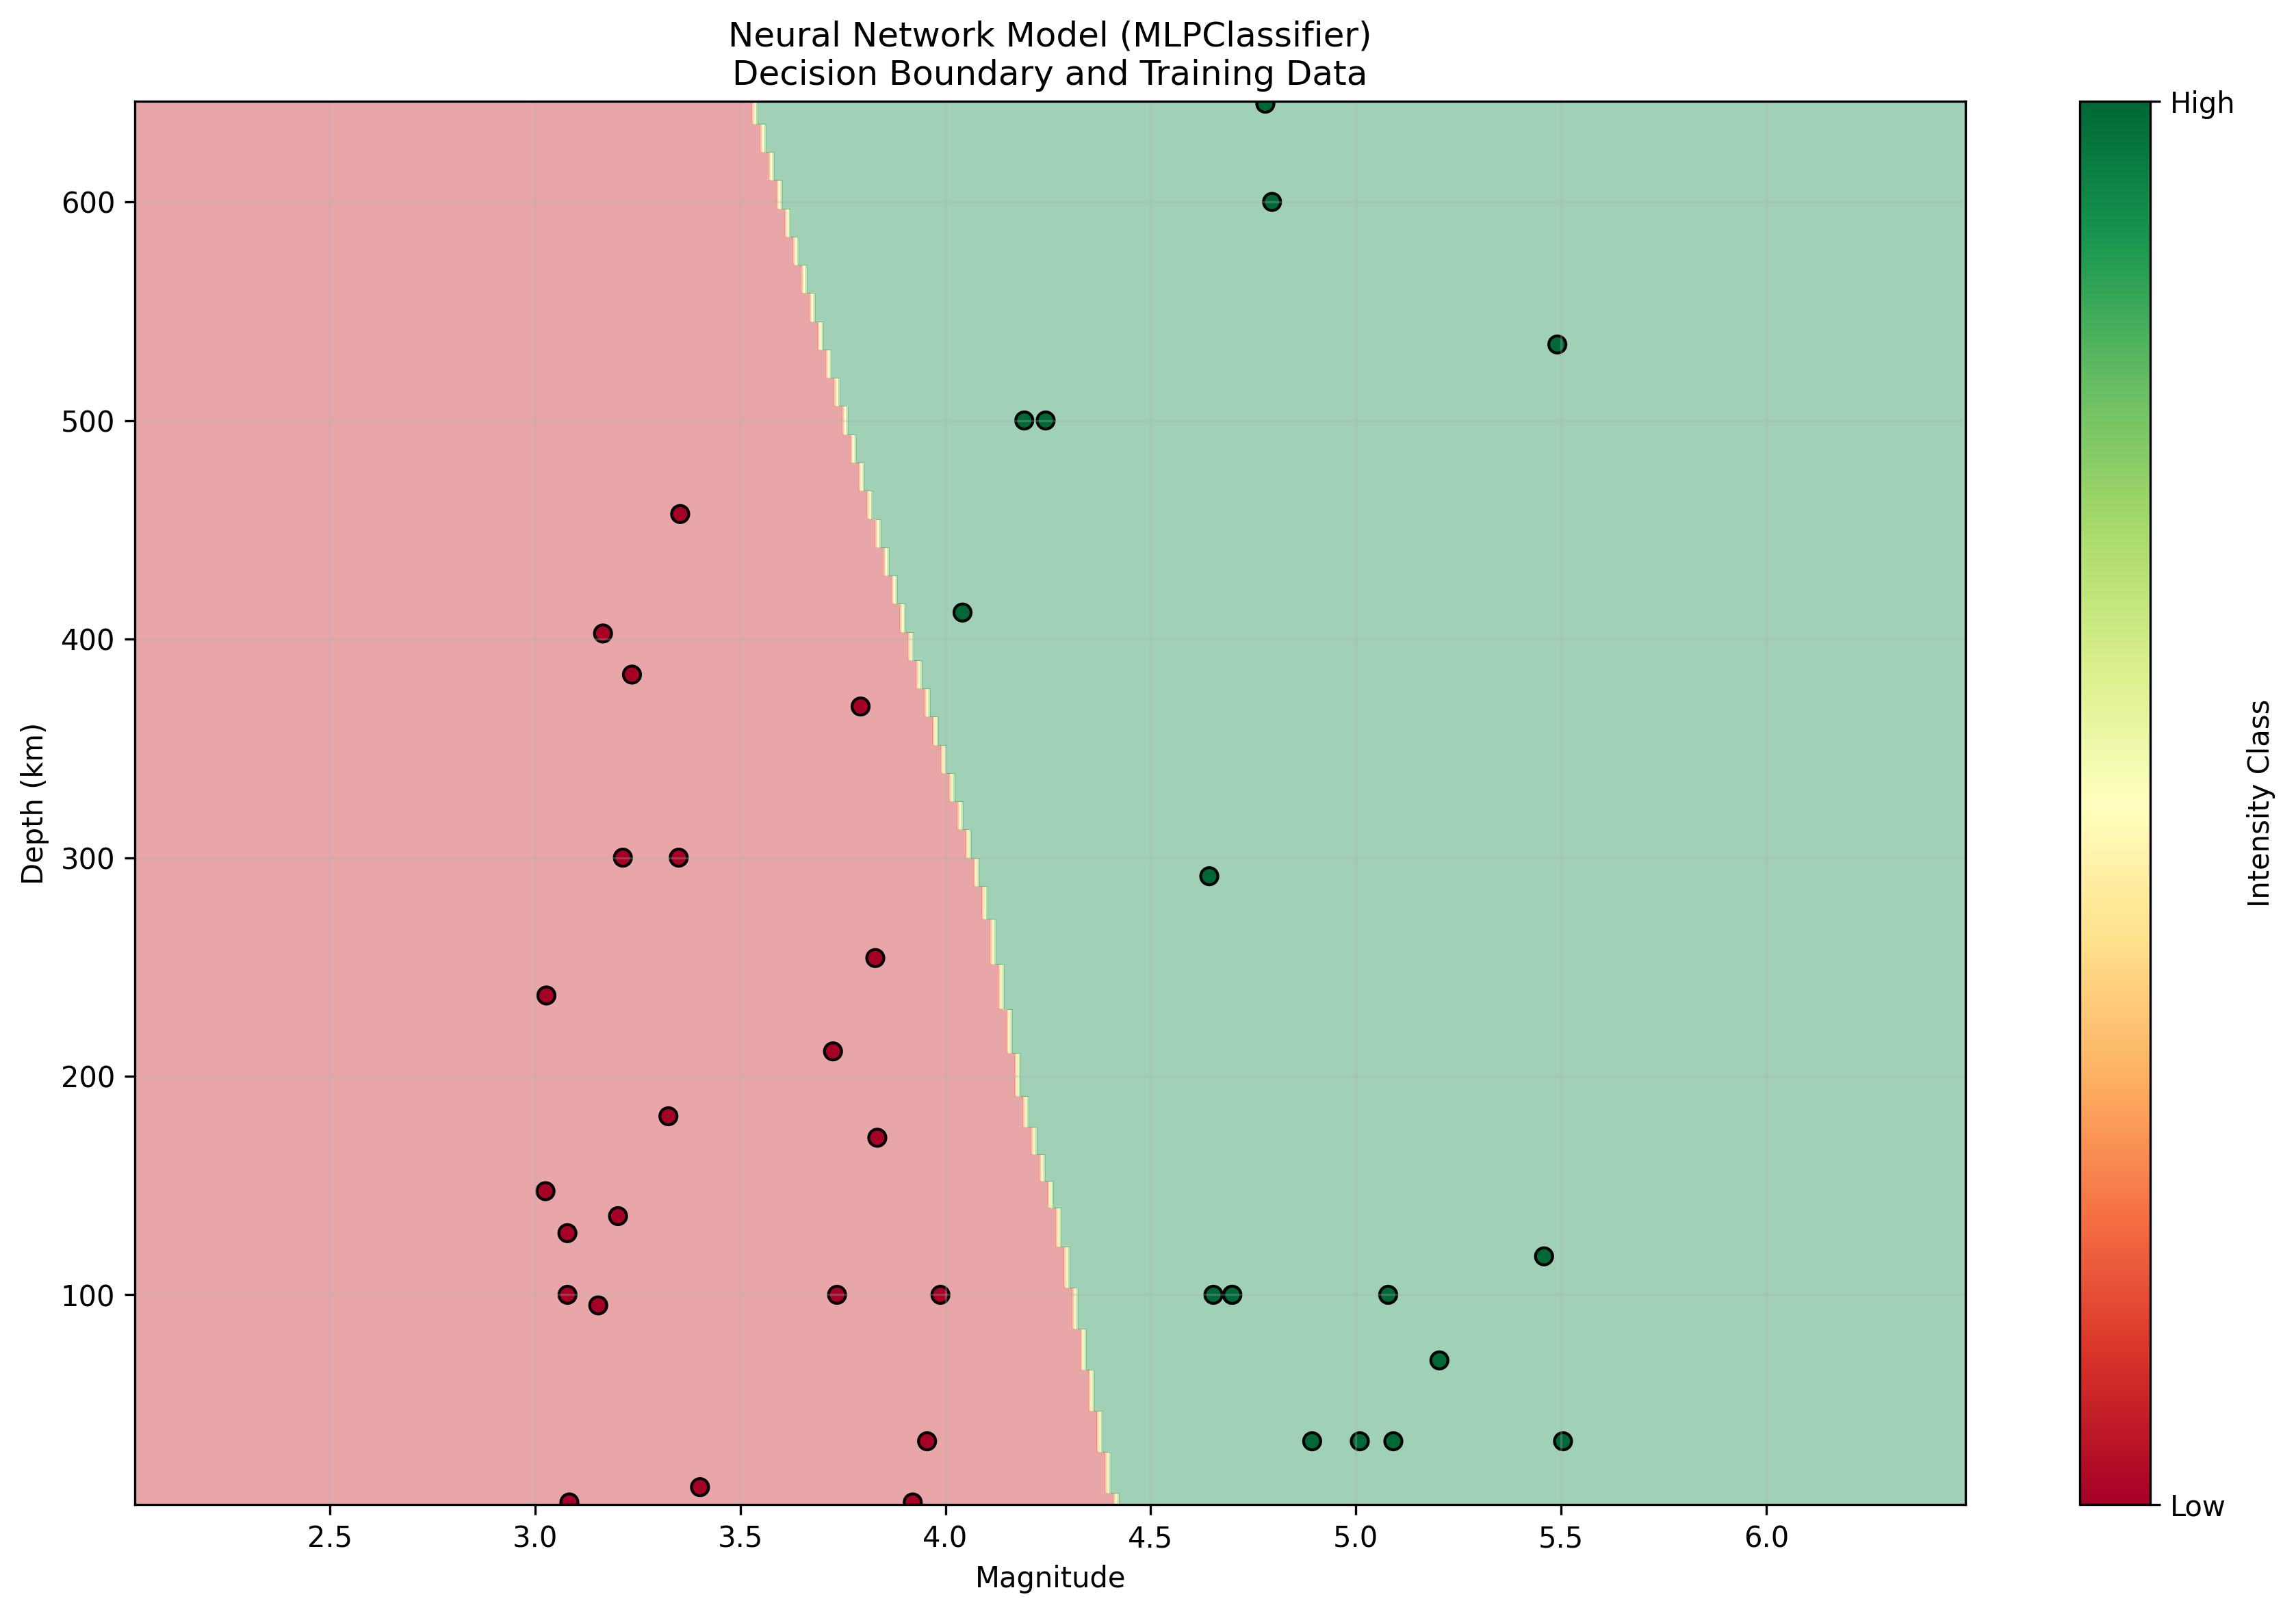 Neural Network Model (MLPClassifier)
Decision Boundary and Training Data
High
600
500
400
300
200
100
Depth (km)
Intensity Class
Low
2.5 3.0 3.5 4.0 4.5 5.0 5.5 6.0
Magnitude